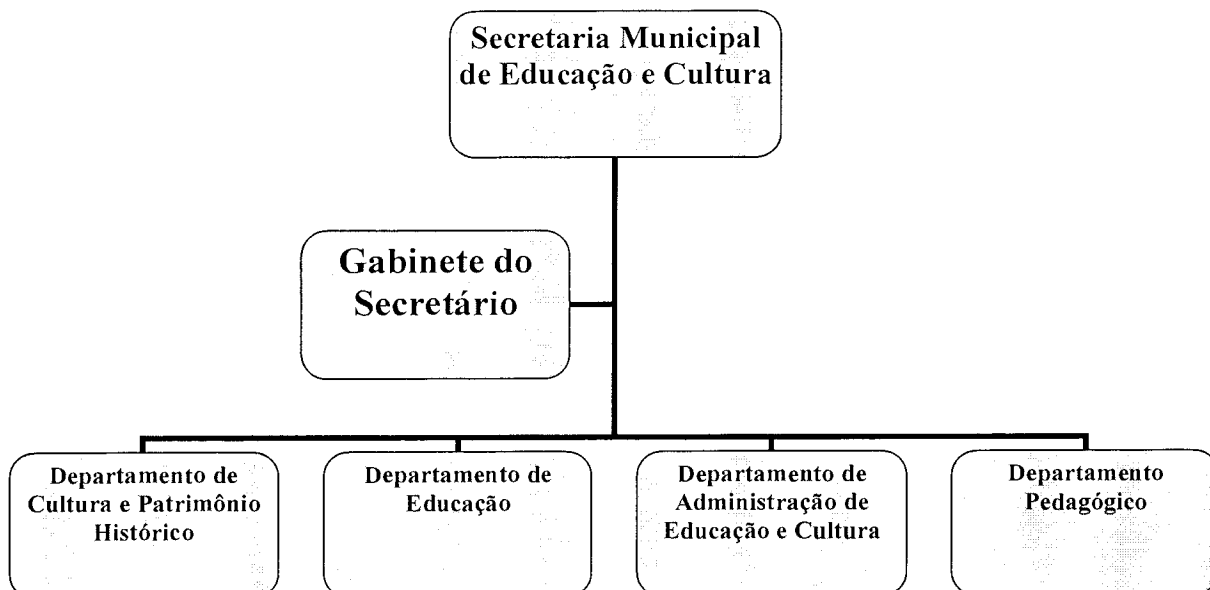 Secretaria Municipal
de Educação e Cultura
Gabinete do
Secretário
Departamento de
Cultura e Patrimônio
Histórico
Departamento de
Educação
Departamento de
Administração de
Educação e Cultura
Departamento
Pedagógico